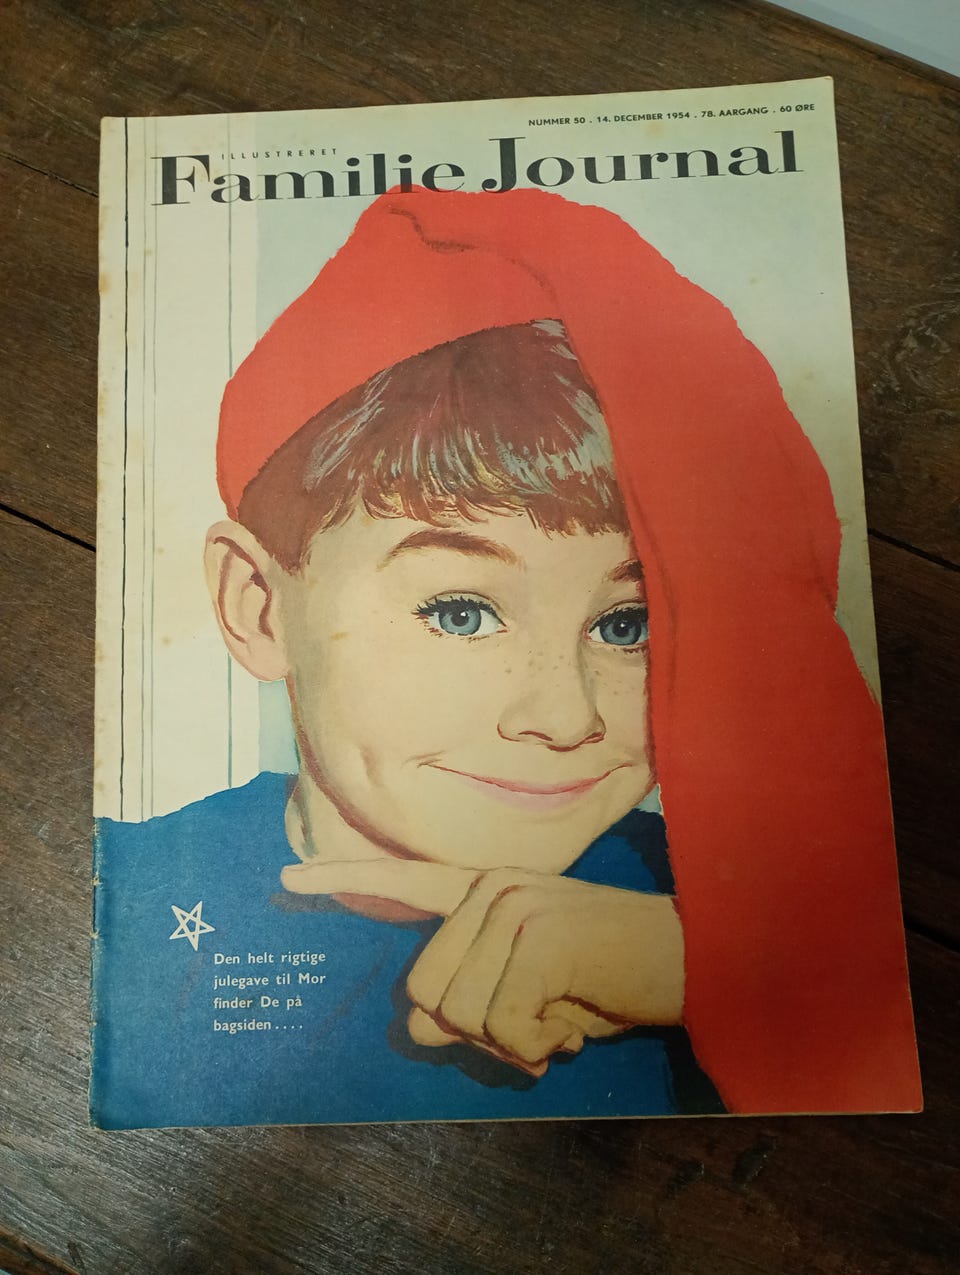 NUMMER 50 . 14. DECEMBER 1954 . 78. AARGANG . 60 ØRE
ILLUSTRERET
Familie Journal
Den helt rigtige
julegave til Mor
finder De på
bagsiden....